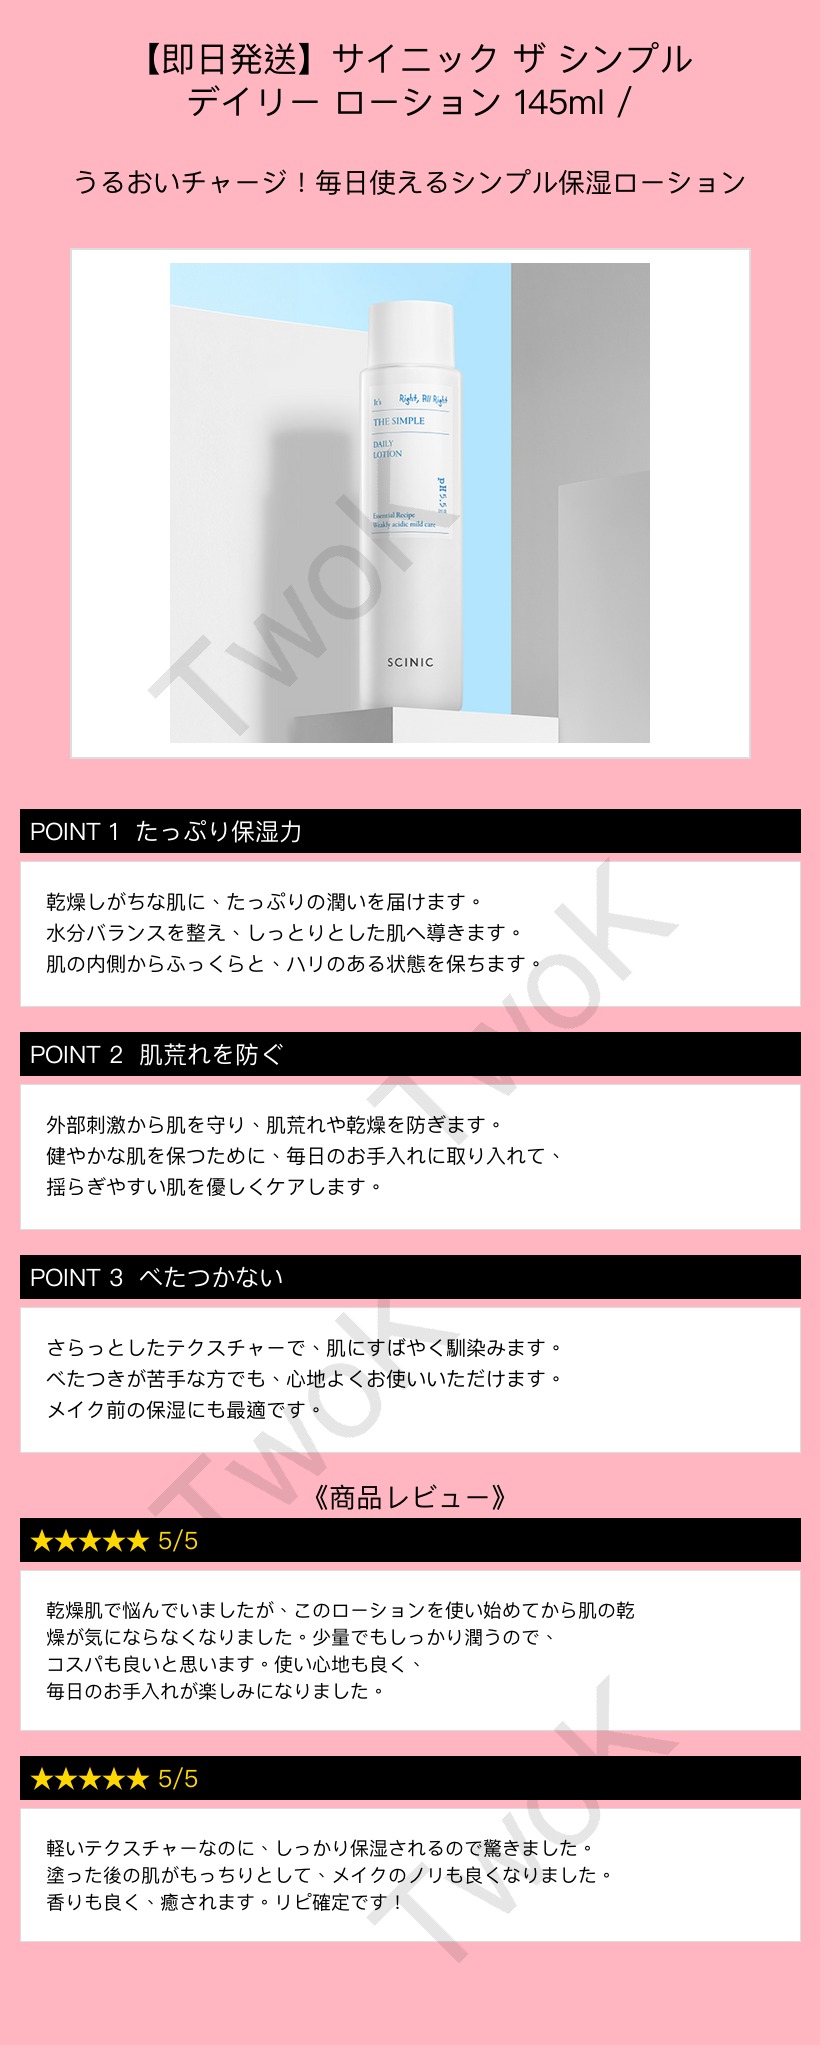 【即日発送】サイニック ザ シンプル
デイリー ローション 145ml /
うるおいチャージ！毎日使えるシンプル保湿ローション
It's Right, All Right
THE SIMPLE
DAILY
LOTION
pH 5.5
Essential Recipe
Weakly acidic mild care
SCINIC
TwoK
POINT 1 たっぷり保湿力
乾燥しがちな肌に、たっぷりの潤いを届けます。
水分バランスを整え、しっとりとした肌へ導きます。
肌の内側からふっくらと、ハリのある状態を保ちます。
TwoK
POINT 2 肌荒れを防ぐ
外部刺激から肌を守り、肌荒れや乾燥を防ぎます。
健やかな肌を保つために、毎日のお手入れに取り入れて、
揺らぎやすい肌を優しくケアします。
POINT 3 べたつかない
さらっとしたテクスチャーで、肌にすばやく馴染みます。
べたつきが苦手な方でも、心地よくお使いいただけます。
メイク前の保湿にも最適です。
TwoK
《商品レビュー》
★★★★★ 5/5
乾燥肌で悩んでいましたが、このローションを使い始めてから肌の乾
燥が気にならなくなりました。少量でもしっかり潤うので、
コスパも良いと思います。使い心地も良く、
毎日のお手入れが楽しみになりました。
★★★★★ 5/5
軽いテクスチャーなのに、しっかり保湿されるので驚きました。
塗った後の肌がもっちりとして、メイクのノリも良くなりました。
香りも良く、癒されます。リピ確定です！
TwoK